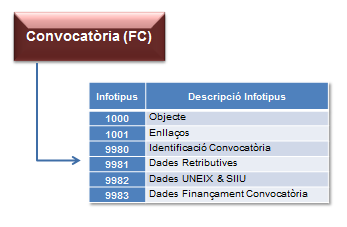 Convocatòria (FC)
Infotipus Descripció Infotipus
1000 Objecte
1001 Enllaços
9980 Identificació Convocatòria
9981 Dades Retributives
9982 Dades UNEIX & SIIU
9983 Dades Finançament Convocatòria